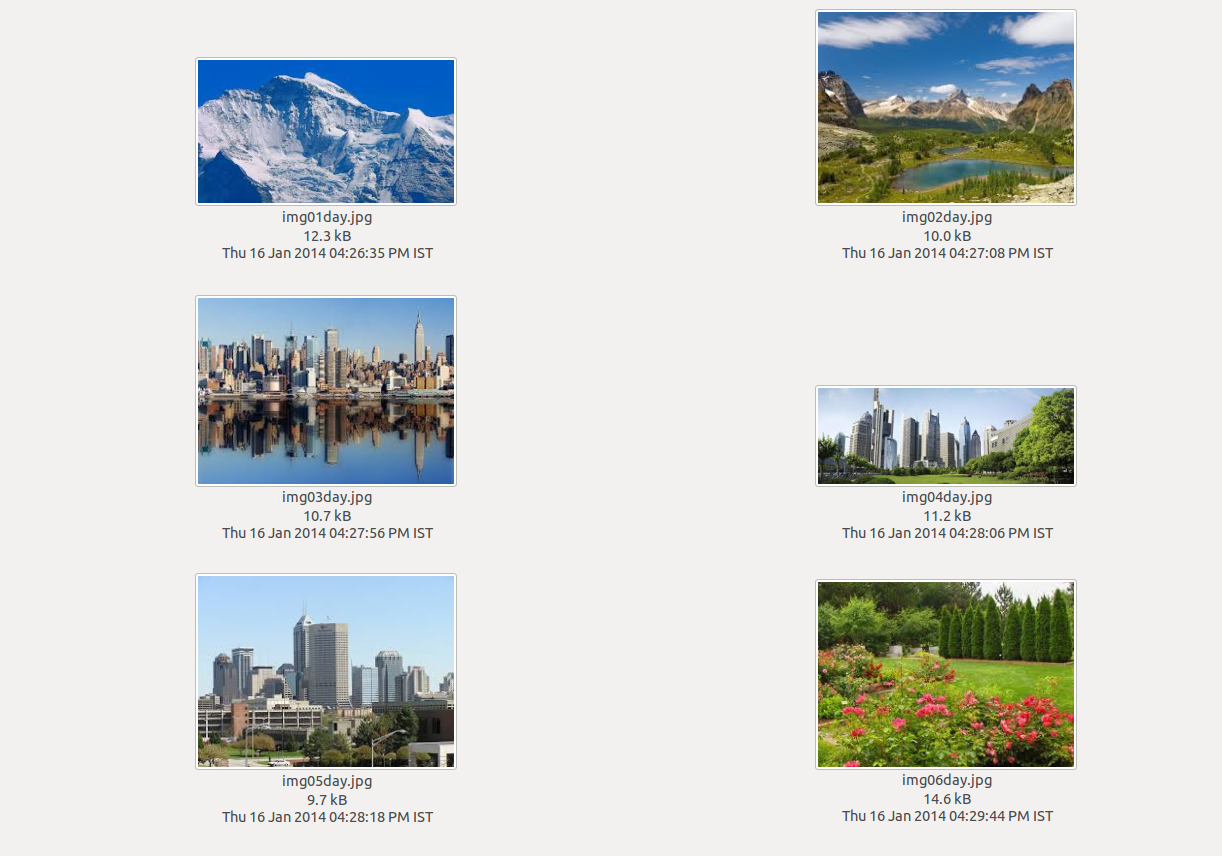 img01day.jpg
12.3 kB
Thu 16 Jan 2014 04:26:35 PM IST
img02day.jpg
10.0 kB
Thu 16 Jan 2014 04:27:08 PM IST
img03day.jpg
10.7 kB
Thu 16 Jan 2014 04:27:56 PM IST
img04day.jpg
11.2 kB
Thu 16 Jan 2014 04:28:06 PM IST
img05day.jpg
9.7 kB
Thu 16 Jan 2014 04:28:18 PM IST
img06day.jpg
14.6 kB
Thu 16 Jan 2014 04:29:44 PM IST